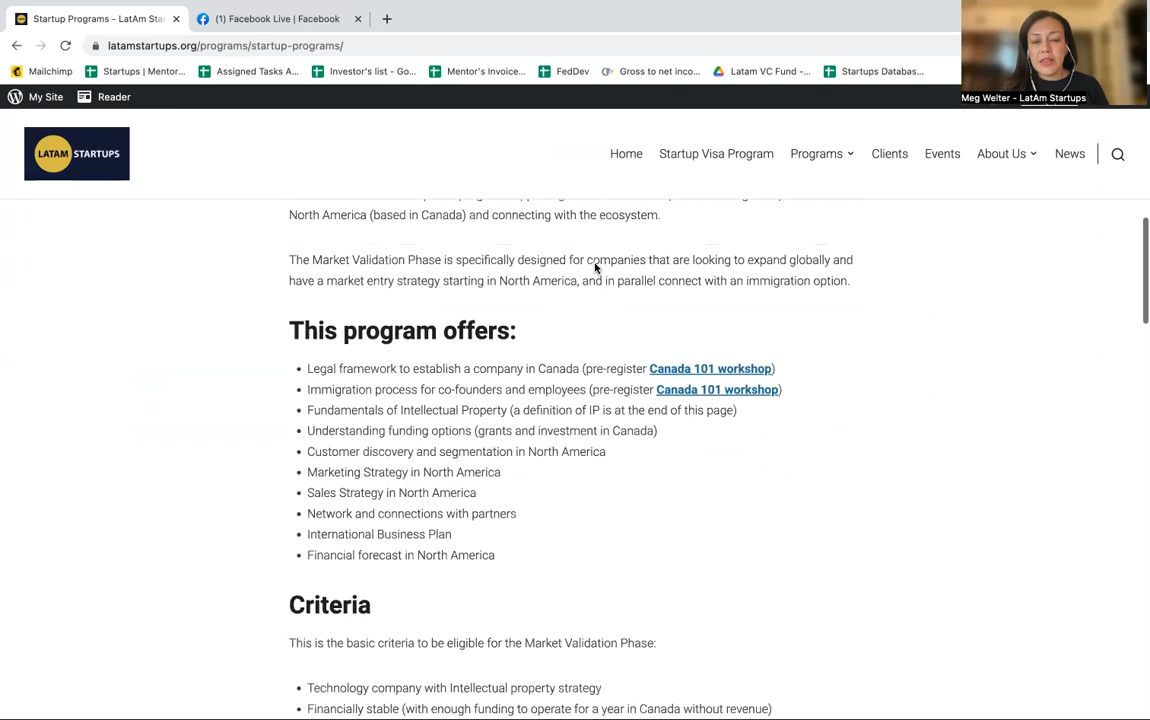 Startup Programs - LatAm Star
(1) Facebook Live | Facebook
latamstartups.org/programs/startup-programs/
Mailchimp
Startups | Mentor...
Assigned Tasks A...
Investor's list - Go...
Mentor's Invoice...
FedDev
Gross to net inco...
Latam VC Fund -...
Startups Databas...
Meg Welter - LatAm Startups
My Site
Reader
LATAM STARTUPS
Home
Startup Visa Program
Programs
Clients
Events
About Us
News
North America (based in Canada) and connecting with the ecosystem.
The Market Validation Phase is specifically designed for companies that are looking to expand globally and
have a market entry strategy starting in North America, and in parallel connect with an immigration option.
This program offers:
• Legal framework to establish a company in Canada (pre-register Canada 101 workshop)
• Immigration process for co-founders and employees (pre-register Canada 101 workshop)
• Fundamentals of Intellectual Property (a definition of IP is at the end of this page)
• Understanding funding options (grants and investment in Canada)
• Customer discovery and segmentation in North America
• Marketing Strategy in North America
• Sales Strategy in North America
• Network and connections with partners
• International Business Plan
• Financial forecast in North America
Criteria
This is the basic criteria to be eligible for the Market Validation Phase:
• Technology company with Intellectual property strategy
• Financially stable (with enough funding to operate for a year in Canada without revenue)